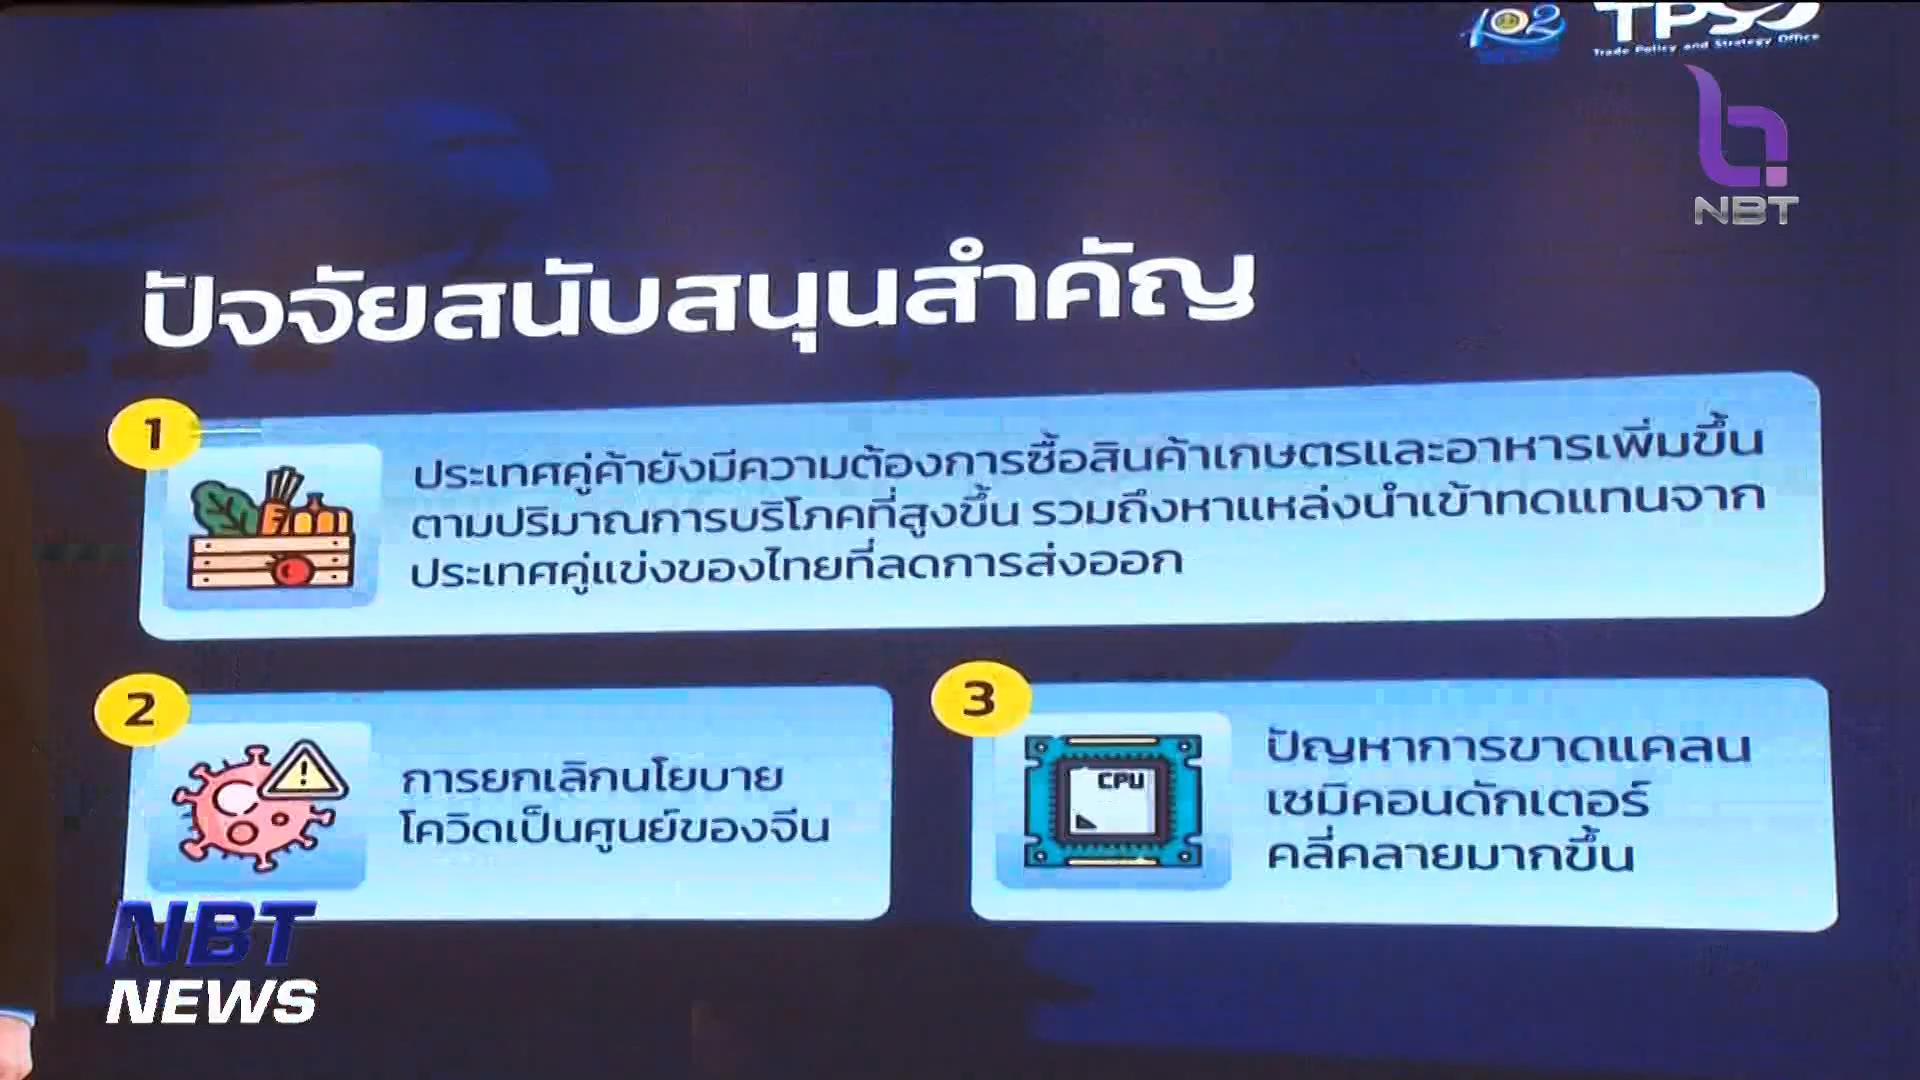 102 TPSO
Trade Policy and Strategy Office
NBT
ปัจจัยสนับสนุนสำคัญ
1
ประเทศคู่ค้ายังมีความต้องการซื้อสินค้าเกษตรและอาหารเพิ่มขึ้น
ตามปริมาณการบริโภคที่สูงขึ้น รวมถึงหาแหล่งนำเข้าทดแทนจาก
ประเทศคู่แข่งของไทยที่ลดการส่งออก
2
การยกเลิกนโยบาย
โควิดเป็นศูนย์ของจีน
3
CPU
ปัญหาการขาดแคลน
เซมิคอนดักเตอร์
คลี่คลายมากขึ้น
NBT
NEWS